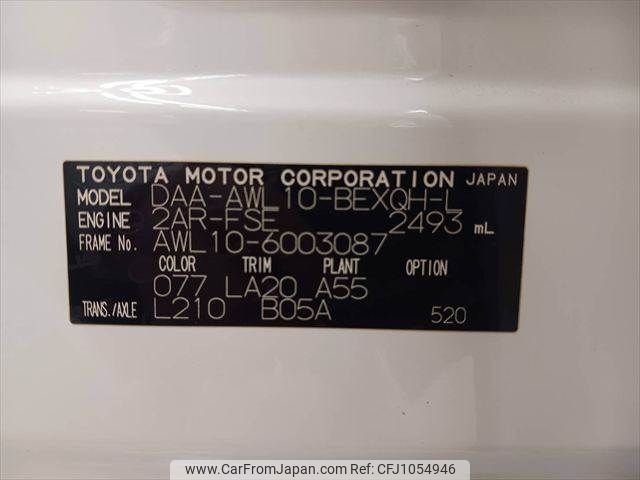 TOYOTA MOTOR CORPORATION JAPAN
MODEL DAA-AWL10-BEXQH-L
ENGINE 2AR-FSE 2493 mL
FRAME No. AWL10-6003087
COLOR TRIM PLANT OPTION
077 LA20 A55
TRANS./AXLE L210 B05A 520
www.CarFromJapan.com REF No.CFJ1054946